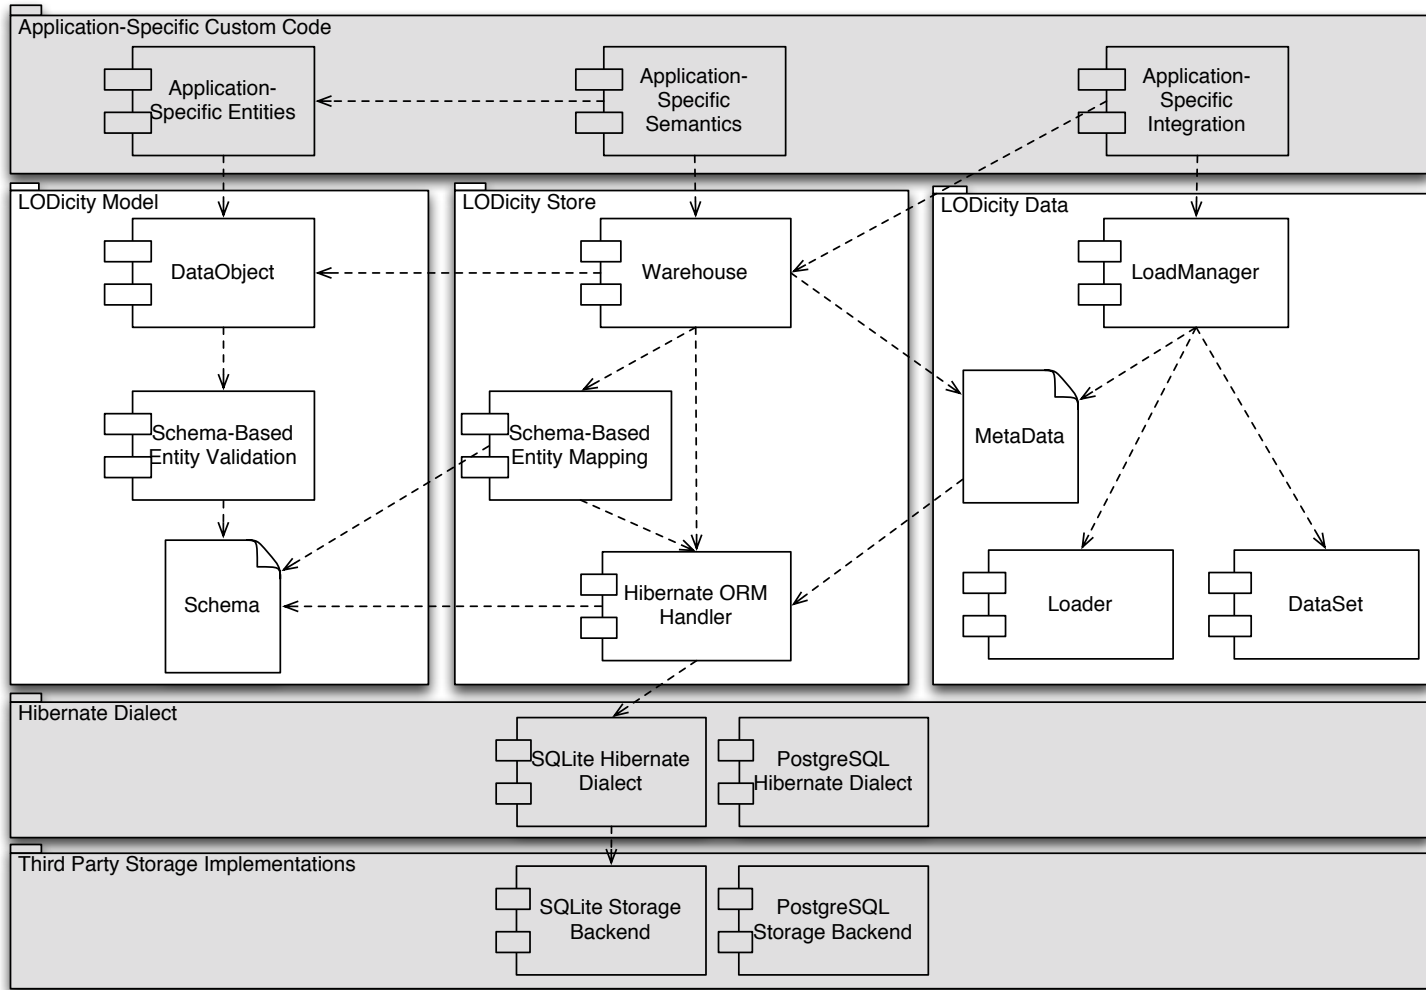 Application-Specific Custom Code
Application-
Specific Entities
Application-
Specific
Semantics
Application-
Specific
Integration
LODicity Model
LODicity Store
LODicity Data
DataObject
Warehouse
LoadManager
Schema-Based
Entity Validation
Schema-Based
Entity Mapping
MetaData
Schema
Hibernate ORM
Handler
Loader
DataSet
Hibernate Dialect
SQLite Hibernate
Dialect
PostgreSQL
Hibernate Dialect
Third Party Storage Implementations
SQLite Storage
Backend
PostgreSQL
Storage Backend